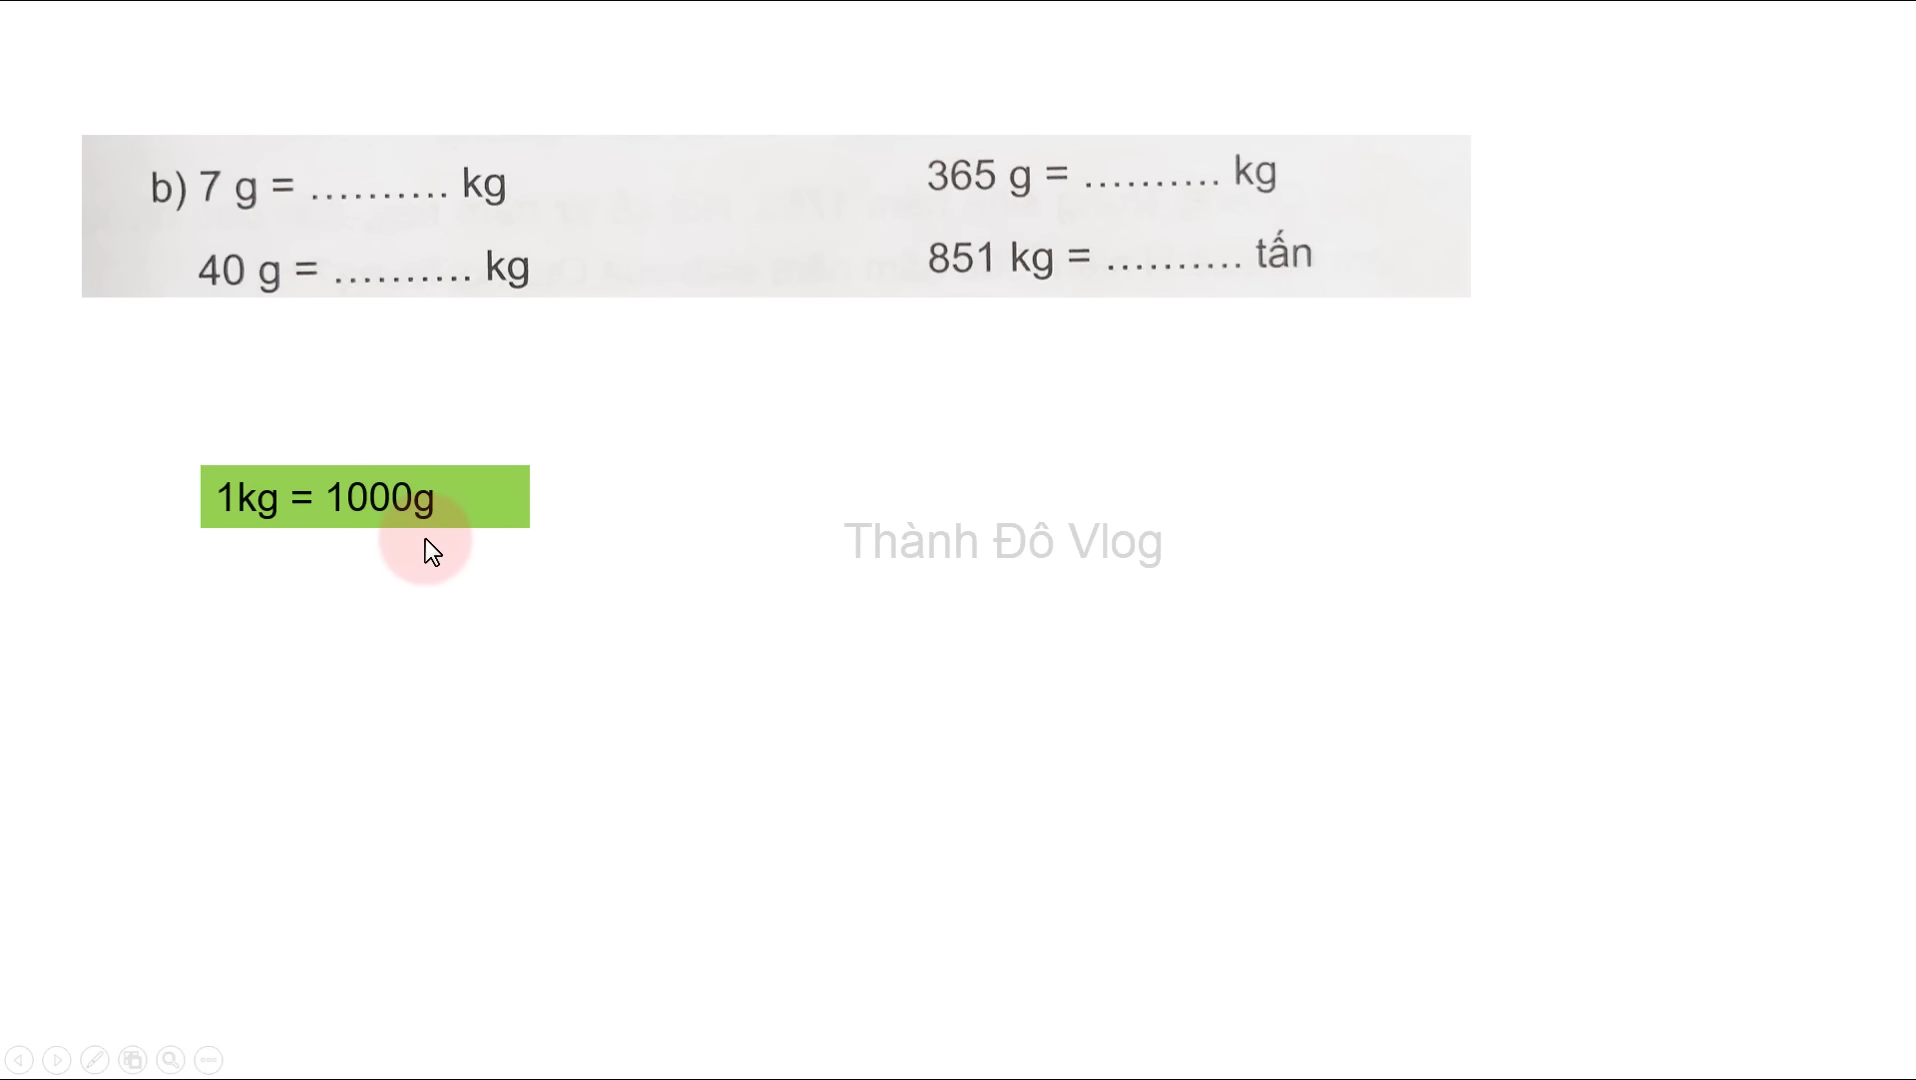 b) 7 g = .......... kg
365 g = .......... kg
40 g = .......... kg
851 kg = .......... tấn
1kg = 1000g
Thành Đô Vlog